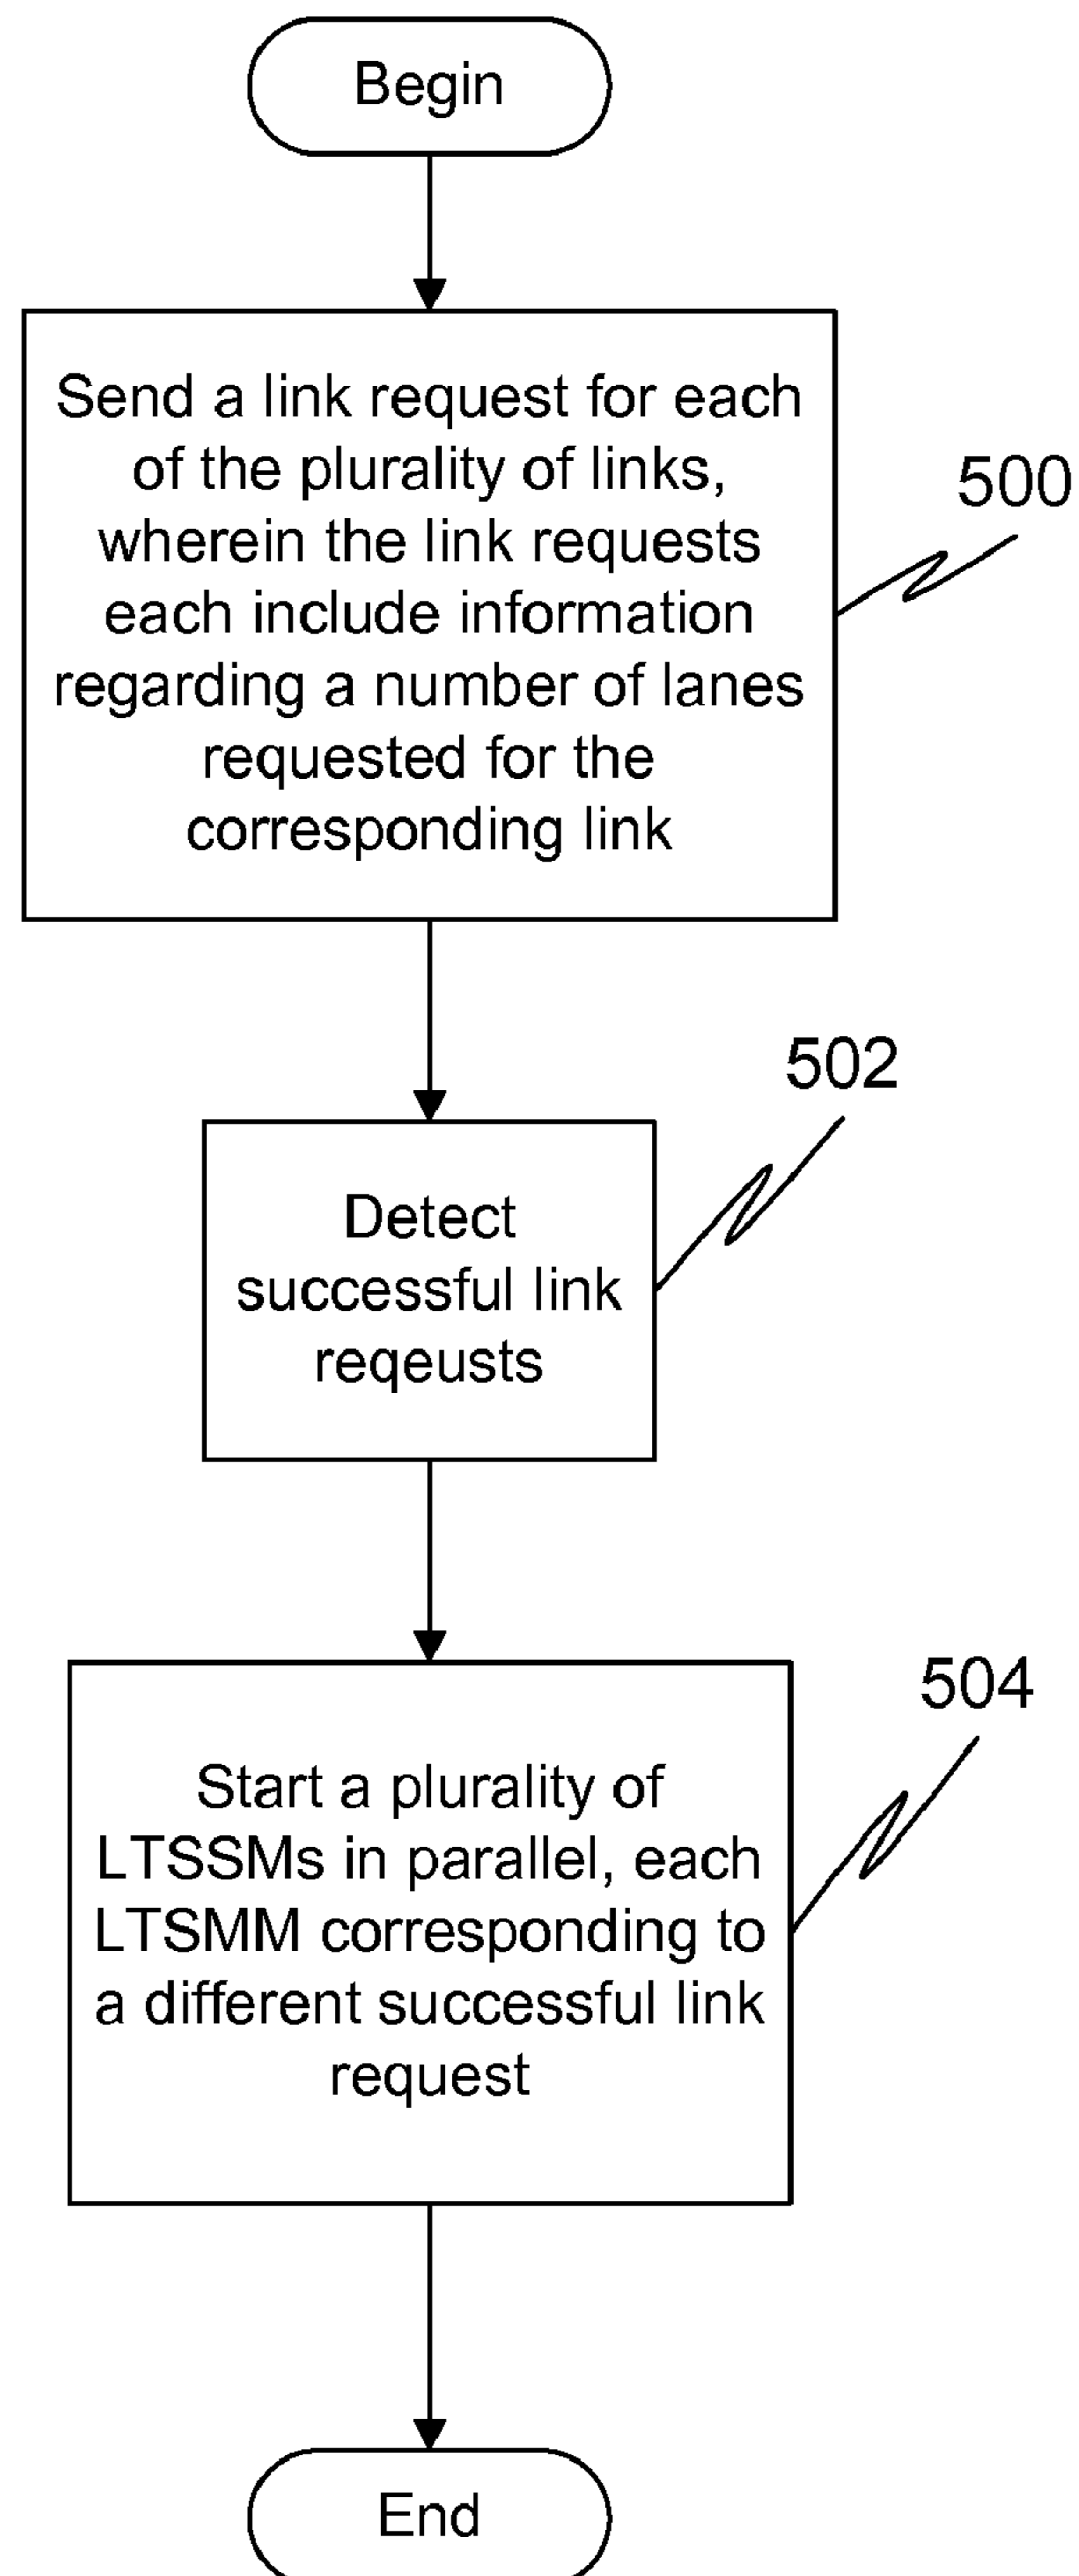 Begin
Send a link request for each
of the plurality of links,
wherein the link requests
each include information
regarding a number of lanes
requested for the
corresponding link
500
502
Detect
successful link
reqeusts
504
Start a plurality of
LTSSMs in parallel, each
LTSMM corresponding to
a different successful link
request
End